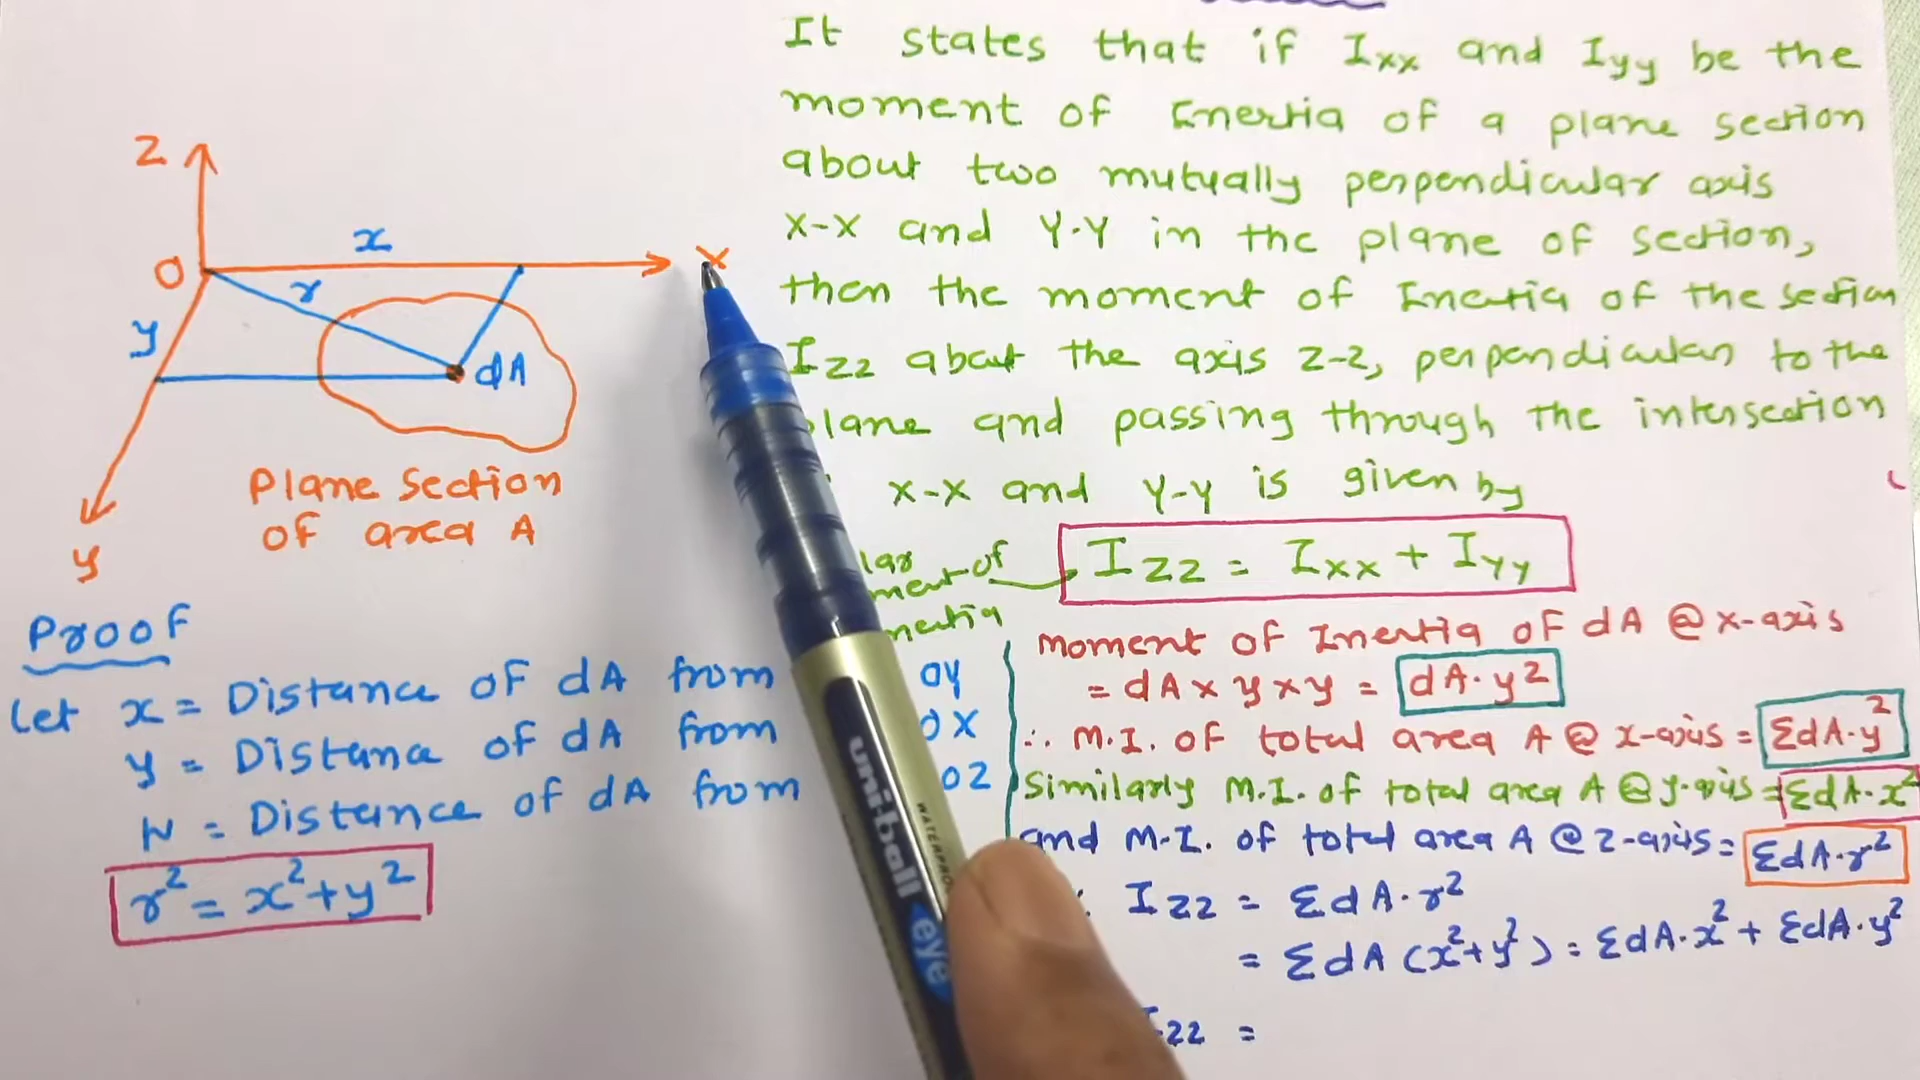 It states that if Ixx and Iyy be the
moment of Inertia of a plane section
about two mutually perpendicular axis
X-X and Y-Y in the plane of section,
then the moment of Inertia of the section
Izz about the axis z-z, perpendicular to the
plane and passing through the intersection
X-X and Y-Y is given by
Izz = Ixx + Iyy
Z
O
x
X
r
y
dA
Y
Plane section
of area A
Proof
Let x = Distance of dA from OY
y = Distance of dA from OX
r = Distance of dA from OZ
r² = x² + y²
moment of Inertia of dA @ x-axis
= dA × y × y = dA · y²
∴ M.I. of total area A @ x-axis = ΣdA·y²
Similarly M.I. of total area A @ y-axis = ΣdA·x²
and M.I. of total area A @ z-axis = ΣdA·r²
Izz = ΣdA·r²
= ΣdA (x²+y²) = ΣdA·x² + ΣdA·y²
Izz =
uni-ball eye